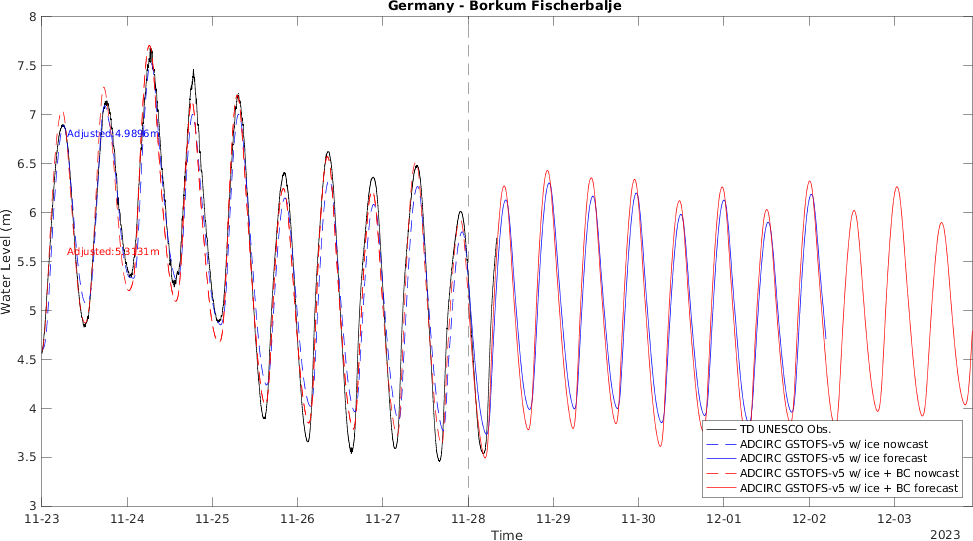 Germany - Borkum Fischerbalje
8
7.5
7
6.5
6
5.5
5
4.5
4
3.5
3
Water Level (m)
Adjusted:4.9896m
Adjusted:5.3131m
TD UNESCO Obs.
ADCIRC GSTOFS-v5 w/ ice nowcast
ADCIRC GSTOFS-v5 w/ ice forecast
ADCIRC GSTOFS-v5 w/ ice + BC nowcast
ADCIRC GSTOFS-v5 w/ ice + BC forecast
11-23 11-24 11-25 11-26 11-27 11-28 11-29 11-30 12-01 12-02 12-03
Time
2023